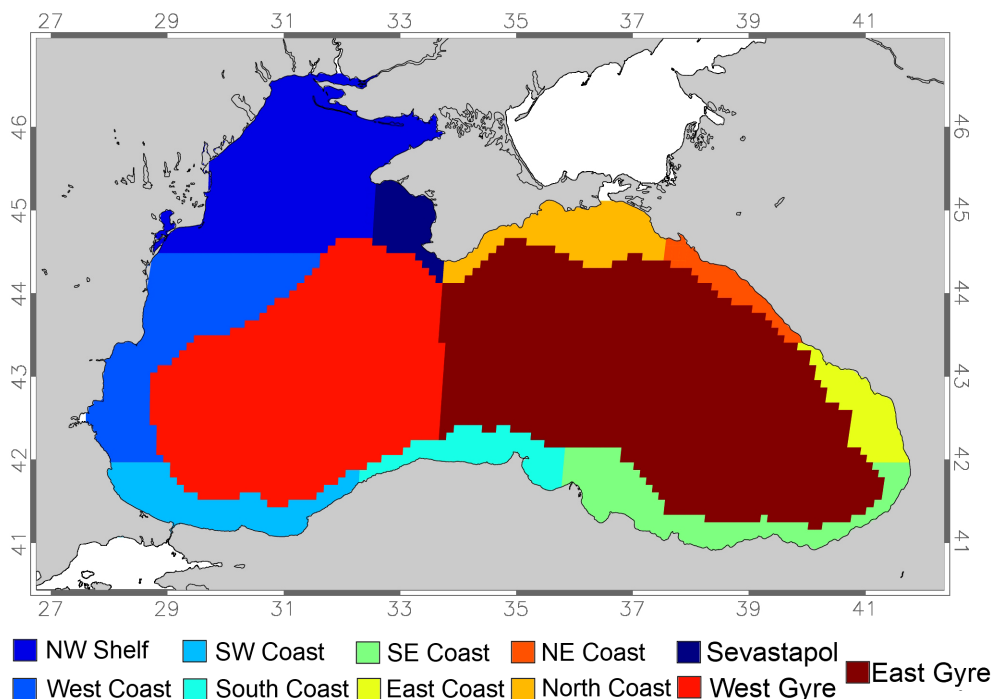 27 29 31 33 35 37 39 41
46 46
45 45
44 44
43 43
42 42
41 41
27 29 31 33 35 37 39 41
NW Shelf SW Coast SE Coast NE Coast Sevastapol East Gyre
West Coast South Coast East Coast North Coast West Gyre